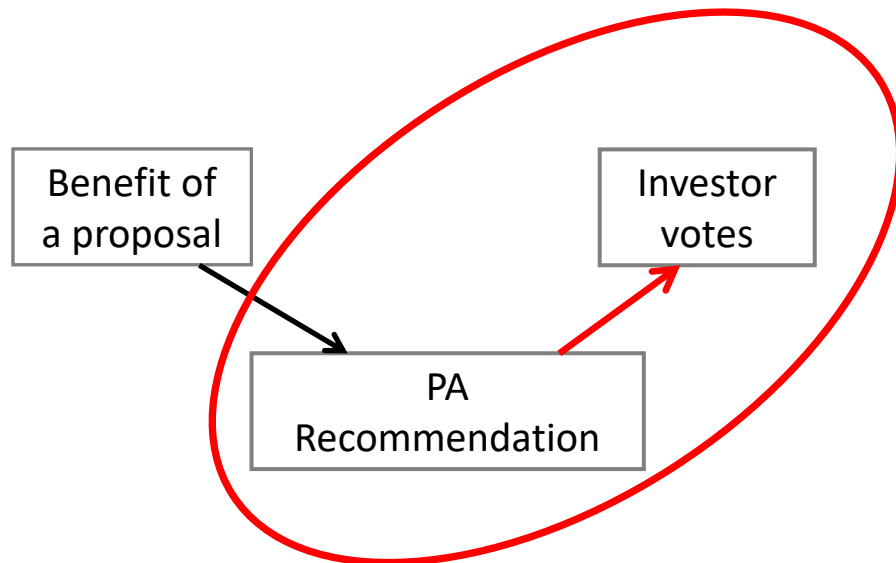 Benefit of
a proposal
Investor
votes
PA
Recommendation